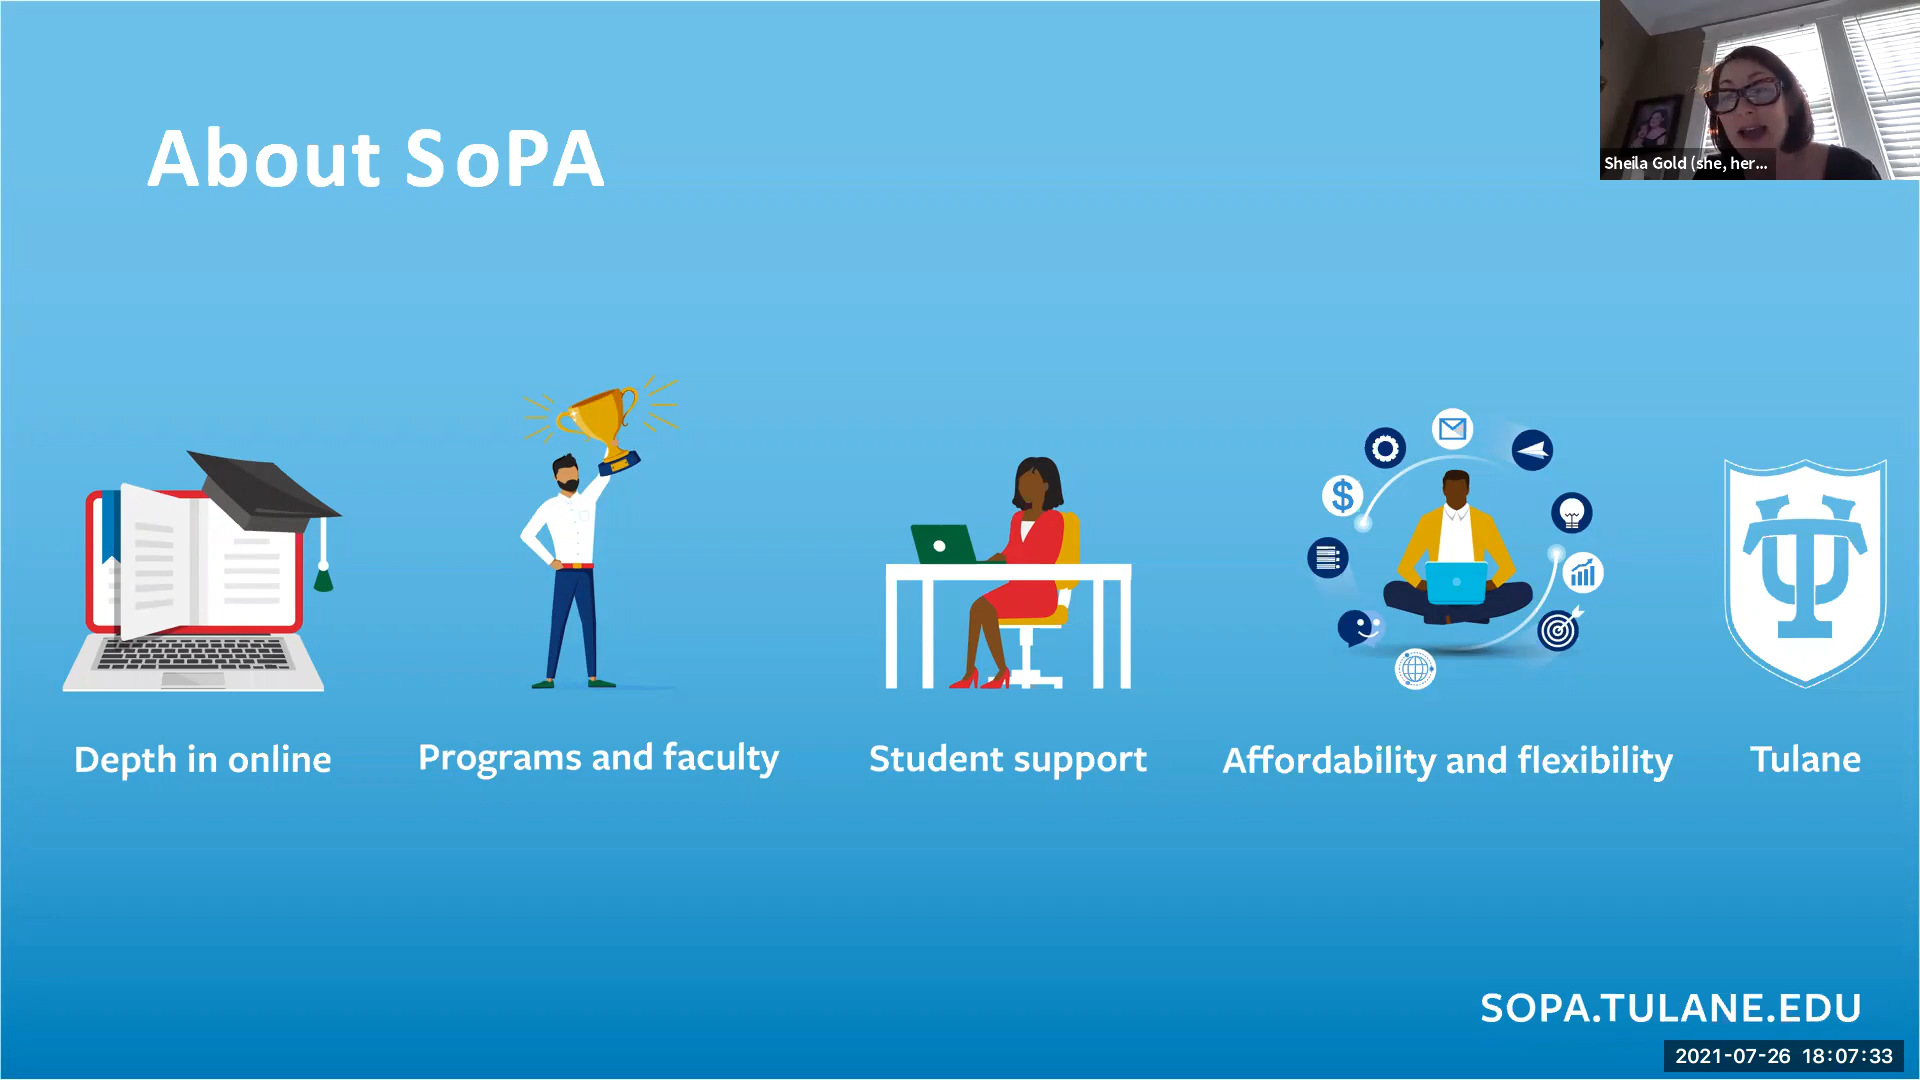 About SoPA
Sheila Gold (she, her...
$
Depth in online
Programs and faculty
Student support
Affordability and flexibility
Tulane
SOPA.TULANE.EDU
2021-07-26 18:07:33